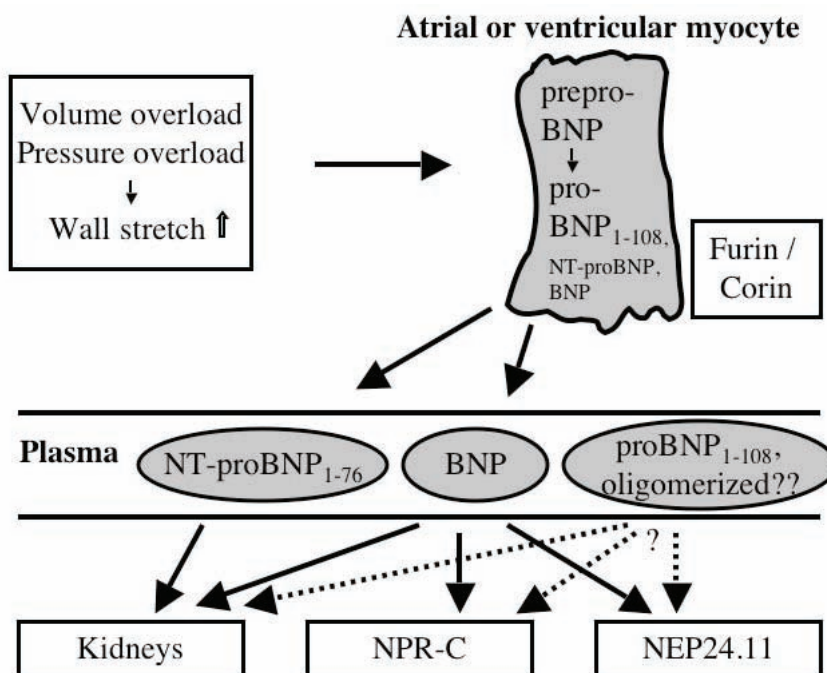 Atrial or ventricular myocyte
Volume overload
Pressure overload
↓
Wall stretch ⇑
prepro-
BNP
↓
pro-
BNP1-108,
NT-proBNP,
BNP
Furin /
Corin
Plasma
NT-proBNP1-76
BNP
proBNP1-108,
oligomerized??
?
Kidneys
NPR-C
NEP24.11